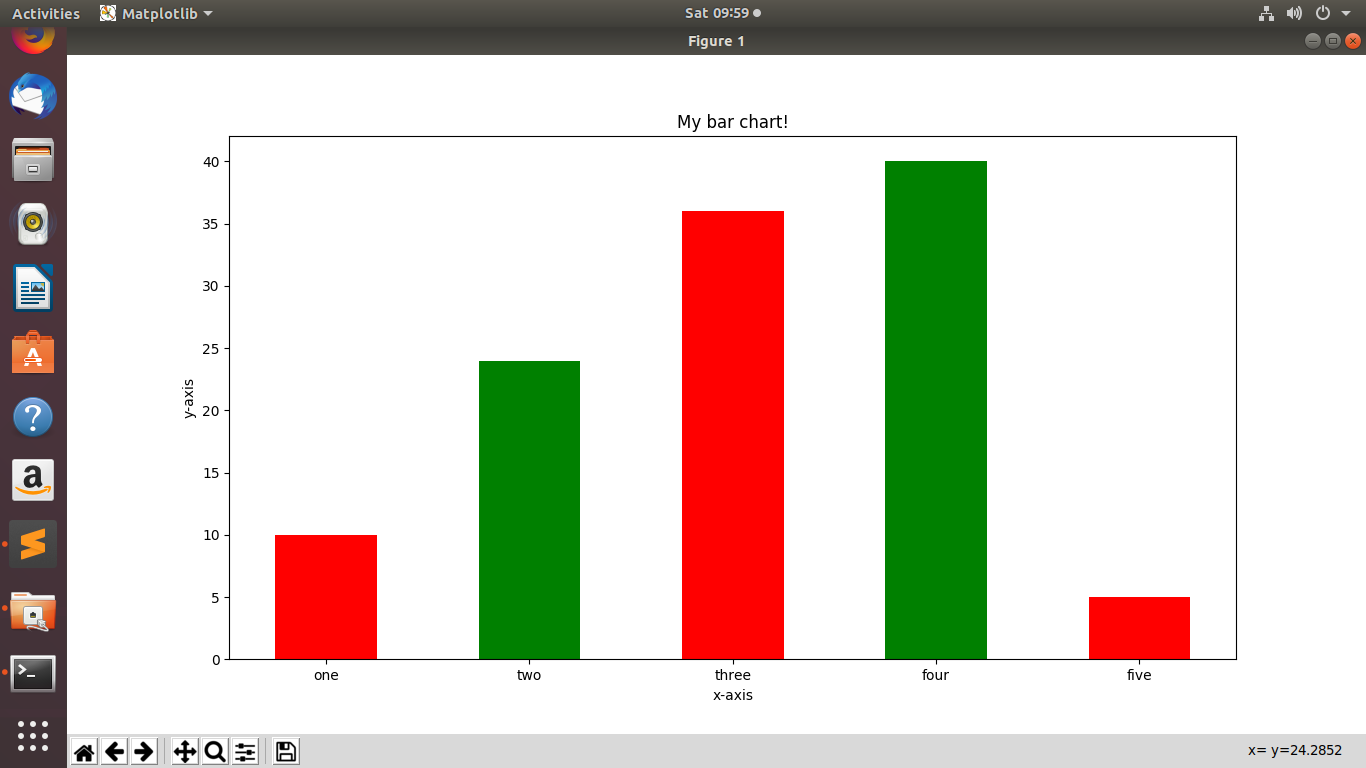 Activities Matplotlib Sat 09:59
Figure 1
My bar chart!
40
35
30
25
20
15
10
5
0
y-axis
one two three four five
x-axis
x= y=24.2852